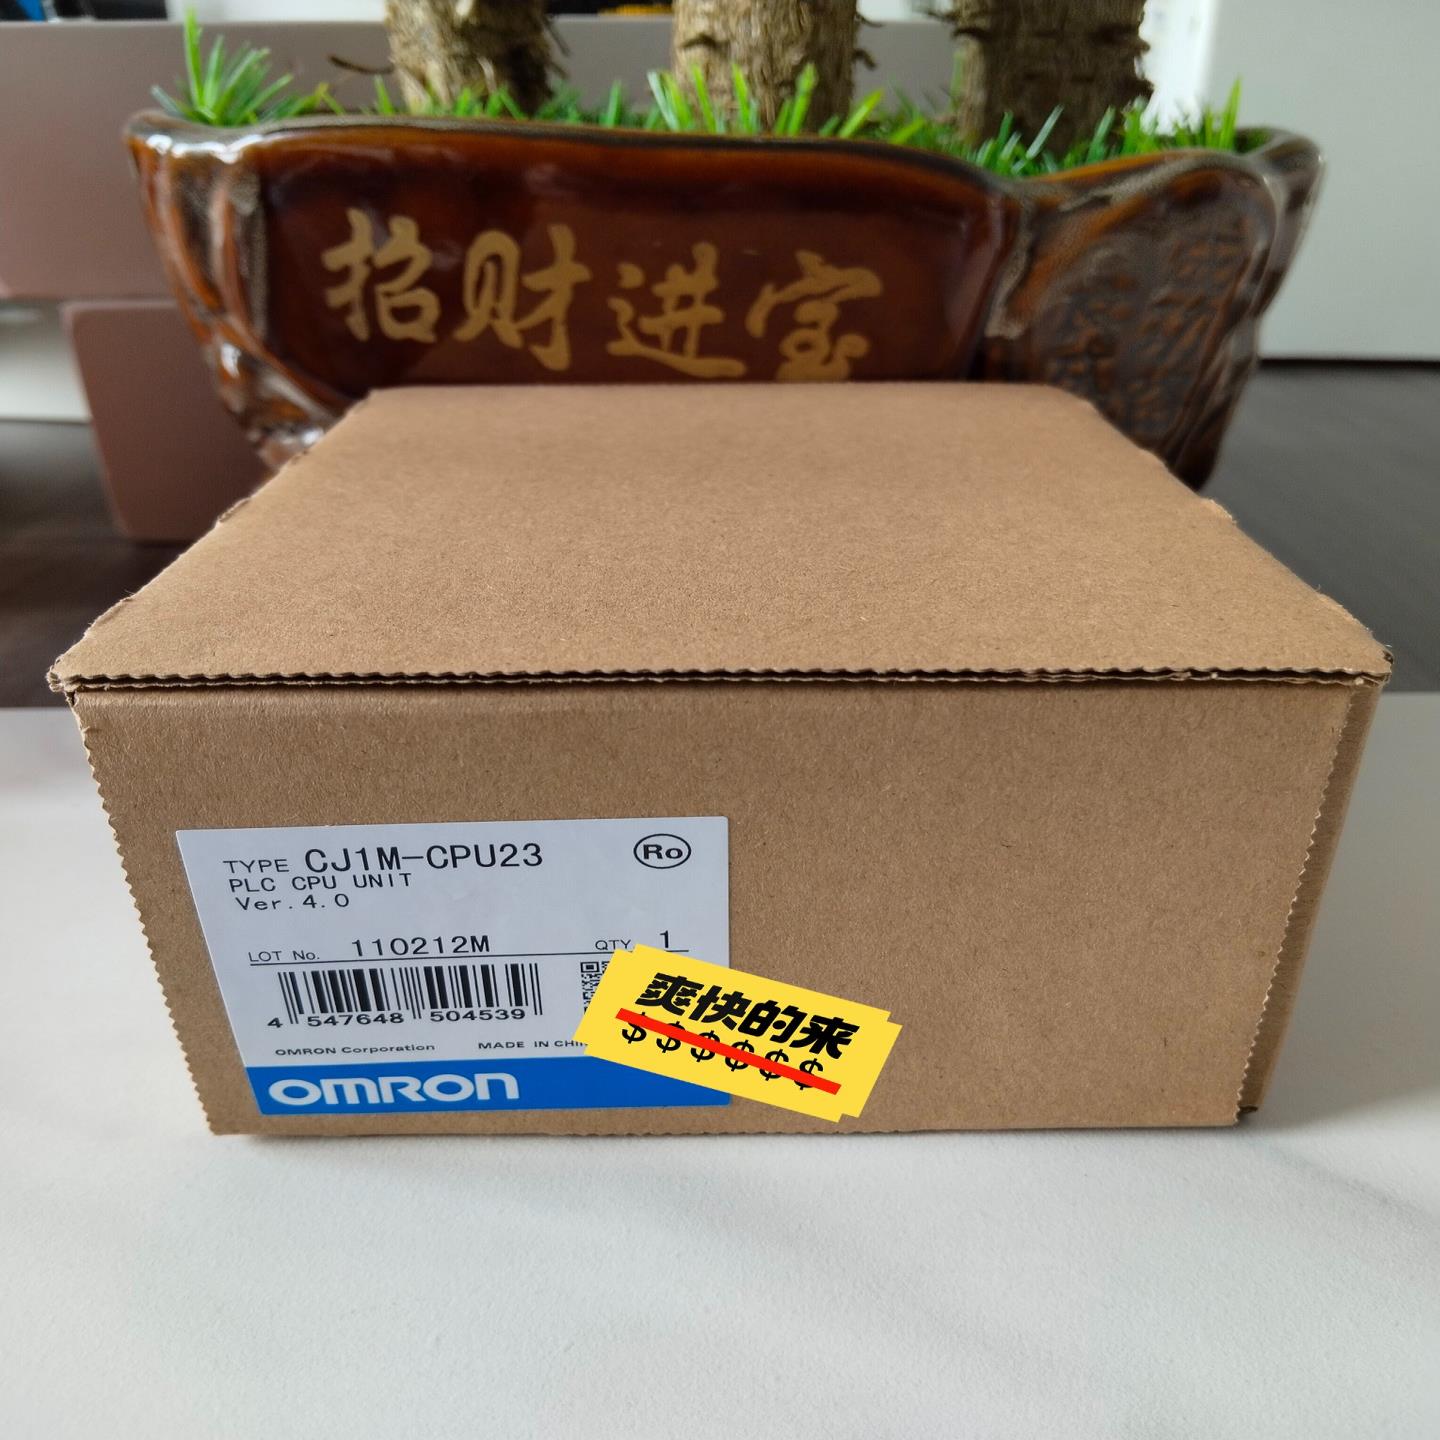 招财进宝
TYPE CJ1M-CPU23
Ro
PLC CPU UNIT
Ver.4.0
LOT No. 110212M QTY. 1
4 547648 504539
OMRON Corporation MADE IN CHIN
OMRON
爽快的来
$$$$$$